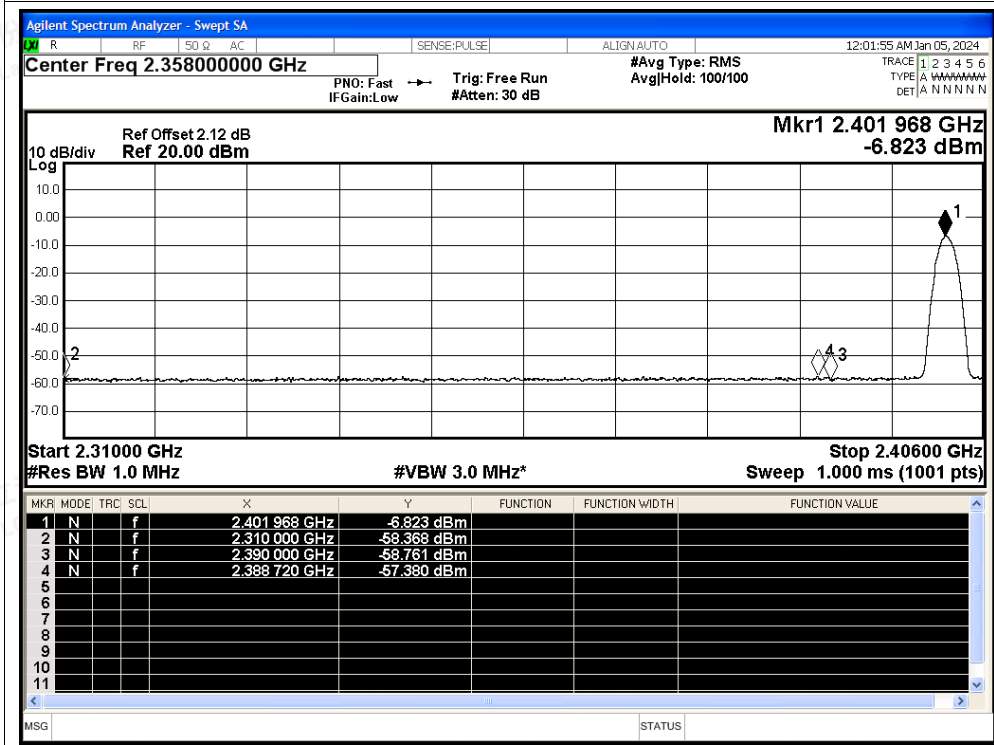 Agilent Spectrum Analyzer - Swept SA
LXI R RF 50 Ω AC SENSE:PULSE ALIGN AUTO 12:01:55 AM Jan 05, 2024
Center Freq 2.358000000 GHz #Avg Type: RMS TRACE 1 2 3 4 5 6
PNO: Fast Trig: Free Run Avg|Hold: 100/100 TYPE A
IFGain:Low #Atten: 30 dB DET A N N N N N
Mkr1 2.401 968 GHz
-6.823 dBm
Ref Offset 2.12 dB
10 dB/div Ref 20.00 dBm
Log
10.0
0.00
-10.0
-20.0
-30.0
-40.0
-50.0
-60.0
-70.0
1
2
4 3
Start 2.31000 GHz Stop 2.40600 GHz
#Res BW 1.0 MHz #VBW 3.0 MHz* Sweep 1.000 ms (1001 pts)
MKR MODE TRC SCL X Y FUNCTION FUNCTION WIDTH FUNCTION VALUE
1 N f 2.401 968 GHz -6.823 dBm
2 N f 2.310 000 GHz -58.368 dBm
3 N f 2.390 000 GHz -58.761 dBm
4 N f 2.388 720 GHz -57.380 dBm
5
6
7
8
9
10
11
MSG STATUS